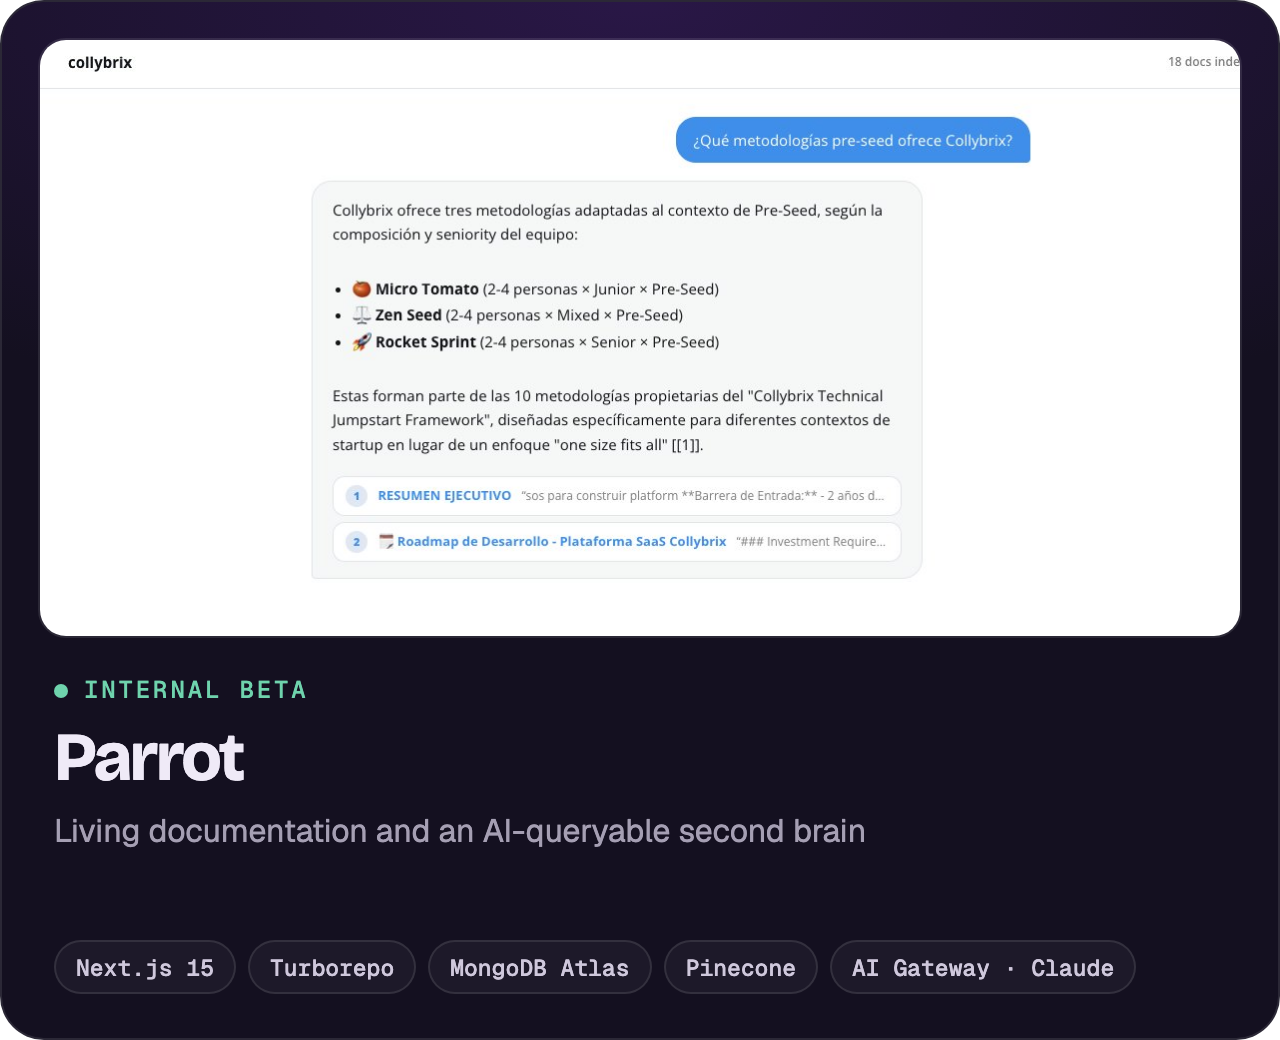 collybrix
18 docs inde
¿Qué metodologías pre-seed ofrece Collybrix?
Collybrix ofrece tres metodologías adaptadas al contexto de Pre-Seed, según la
composición y seniority del equipo:
• 🍅 Micro Tomato (2-4 personas × Junior × Pre-Seed)
• ⚖️ Zen Seed (2-4 personas × Mixed × Pre-Seed)
• 🚀 Rocket Sprint (2-4 personas × Senior × Pre-Seed)
Estas forman parte de las 10 metodologías propietarias del "Collybrix Technical
Jumpstart Framework", diseñadas específicamente para diferentes contextos de
startup en lugar de un enfoque "one size fits all" [[1]].
1 RESUMEN EJECUTIVO "sos para construir platform **Barrera de Entrada:** - 2 años d...
2 🗓️ Roadmap de Desarrollo - Plataforma SaaS Collybrix "### Investment Require...
INTERNAL BETA
Parrot
Living documentation and an AI-queryable second brain
Next.js 15 Turborepo MongoDB Atlas Pinecone AI Gateway · Claude